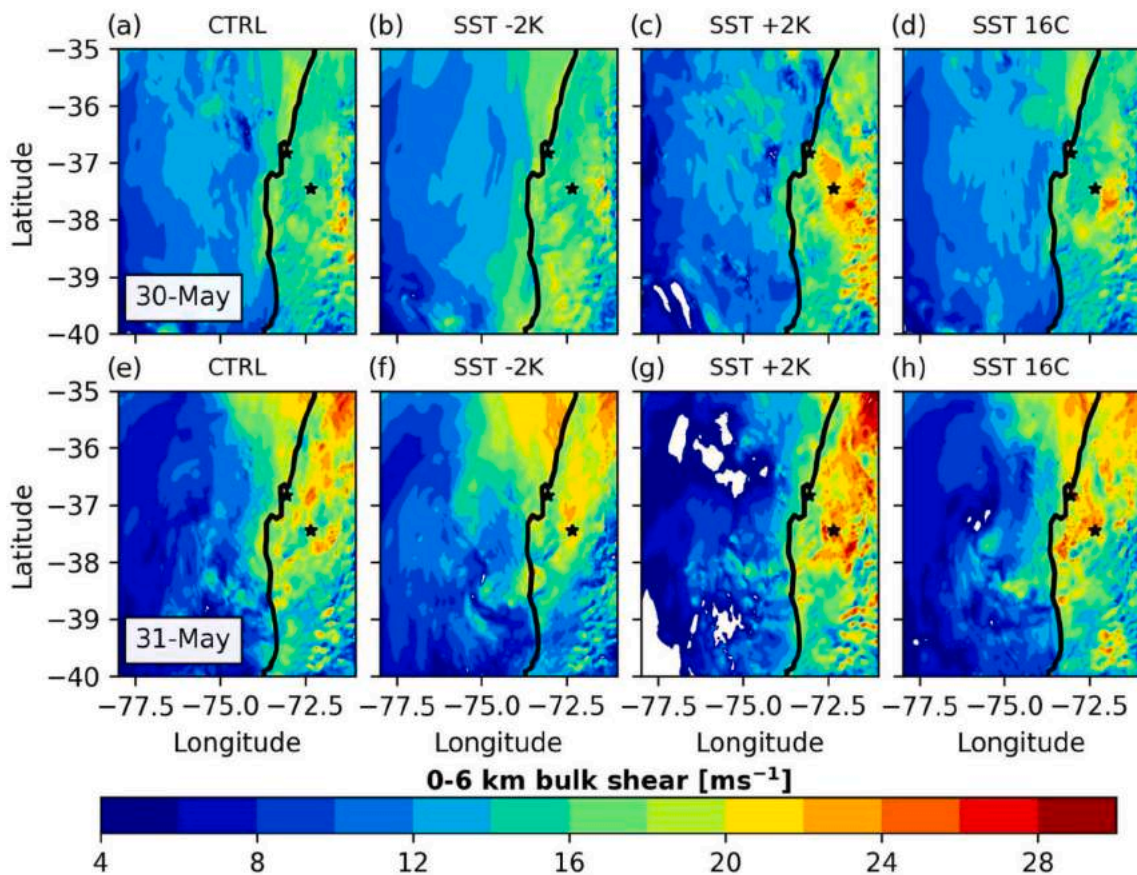 (a) CTRL (b) SST -2K (c) SST +2K (d) SST 16C
−35
−36
−37
−38
−39
−40
Latitude
30-May
(e) CTRL (f) SST -2K (g) SST +2K (h) SST 16C
−35
−36
−37
−38
−39
−40
Latitude
31-May
−77.5 −75.0 −72.5 −77.5 −75.0 −72.5 −77.5 −75.0 −72.5 −77.5 −75.0 −72.5
Longitude Longitude Longitude Longitude
0-6 km bulk shear [ms⁻¹]
4 8 12 16 20 24 28